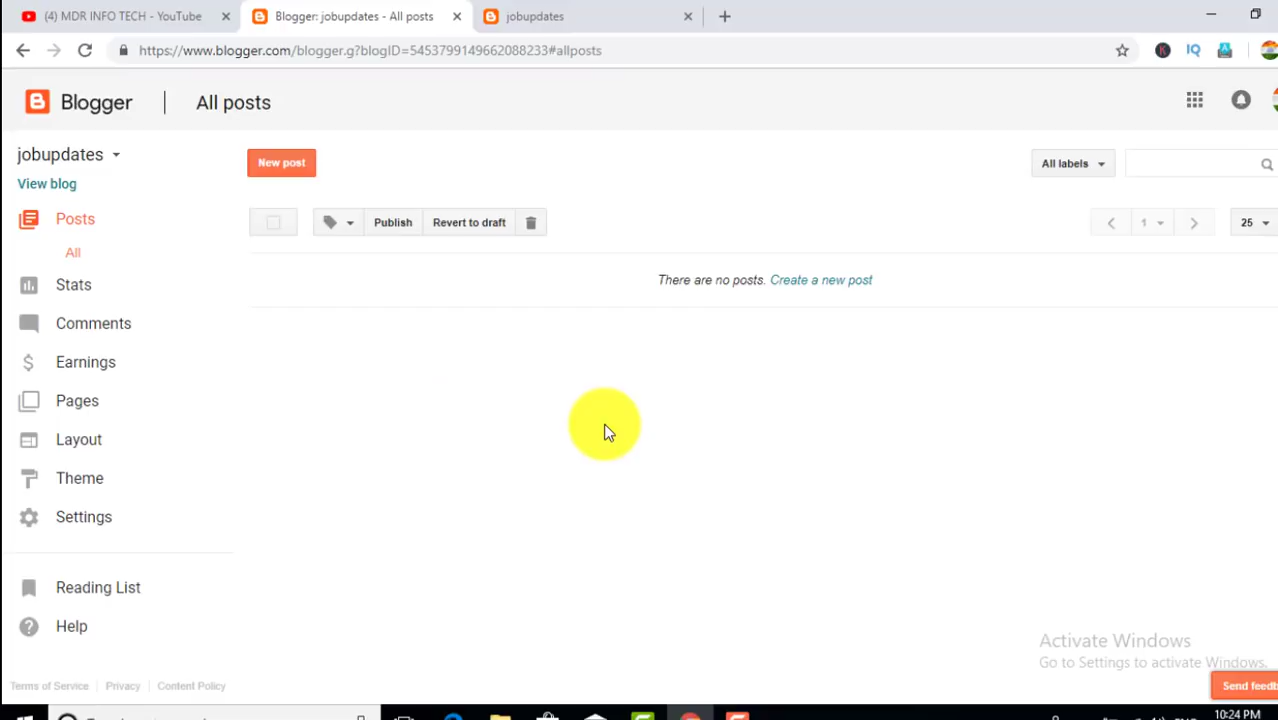 (4) MDR INFO TECH - YouTube
Blogger: jobupdates - All posts
jobupdates
https://www.blogger.com/blogger.g?blogID=5453799149662088233#allposts
IQ
Blogger
All posts
jobupdates
View blog
New post
All labels
Posts
All
Publish
Revert to draft
1
25
There are no posts. Create a new post
Stats
Comments
Earnings
Pages
Layout
Theme
Settings
Reading List
Help
Activate Windows
Go to Settings to activate Windows.
Terms of Service
Privacy
Content Policy
Send feedb
10:24 PM